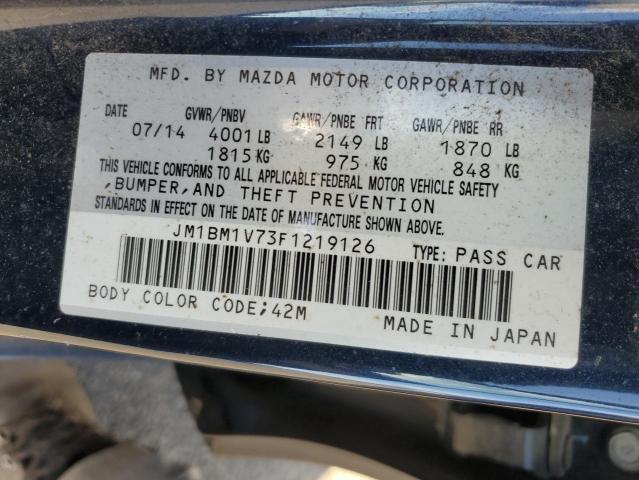 MFD. BY MAZDA MOTOR CORPORATION
DATE GVWR/PNBV GAWR/PNBE FRT GAWR/PNBE RR
07/14 4001 LB 2149 LB 1870 LB
1815 KG 975 KG 848 KG
THIS VEHICLE CONFORMS TO ALL APPLICABLE FEDERAL MOTOR VEHICLE SAFETY
,BUMPER,AND THEFT PREVENTION
STANDARDS IN EFFECT ON THE DATE OF MANUFACTURE SHOWN ABOVE.
JM1BM1V73F1219126 TYPE: PASS CAR
BODY COLOR CODE;42M MADE IN JAPAN